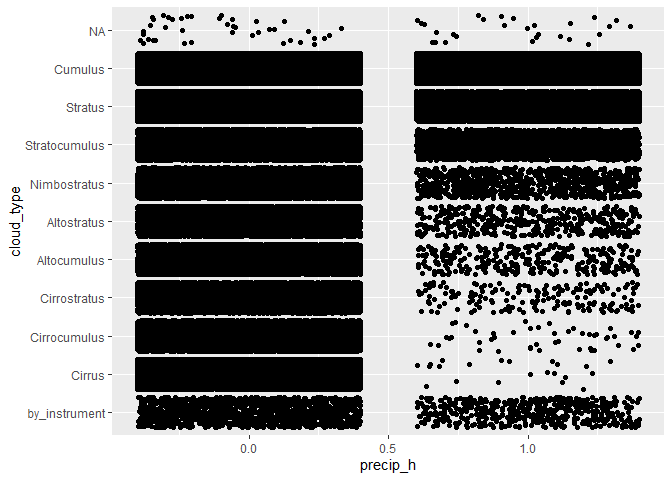 NA
Cumulus
Stratus
Stratocumulus
Nimbostratus
Altostratus
Altocumulus
Cirrostratus
Cirrocumulus
Cirrus
by_instrument
cloud_type
0.0 0.5 1.0
precip_h